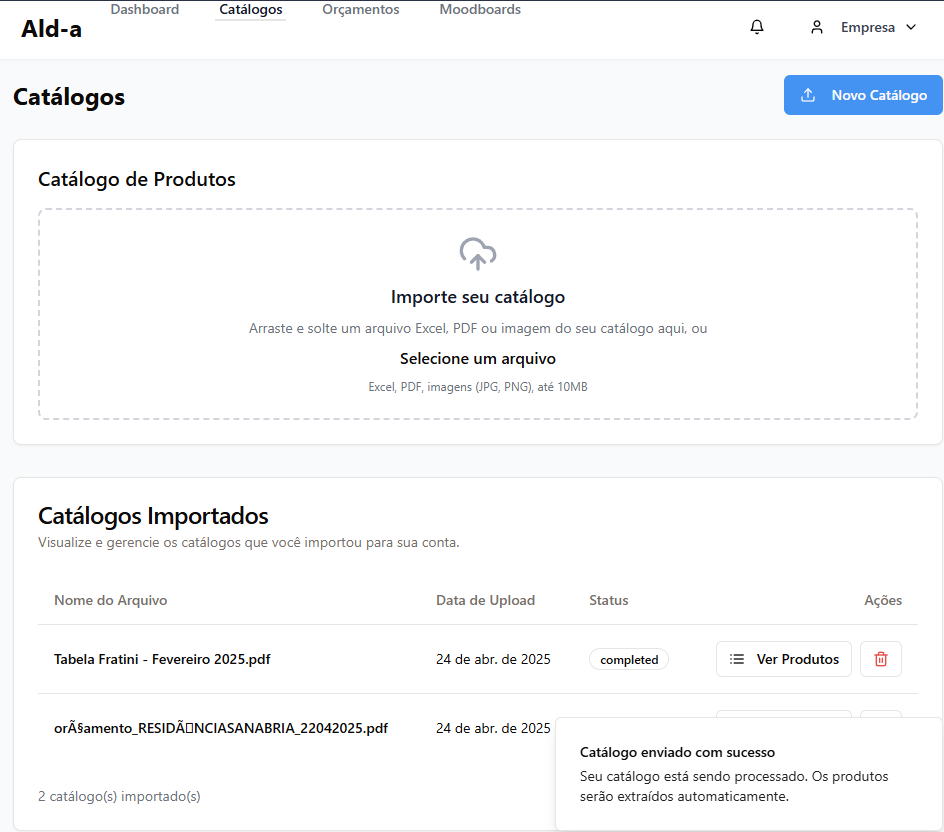 Dashboard Catálogos Orçamentos Moodboards
Ald-a
Empresa
Catálogos
Novo Catálogo
Catálogo de Produtos
Importe seu catálogo
Arraste e solte um arquivo Excel, PDF ou imagem do seu catálogo aqui, ou
Selecione um arquivo
Excel, PDF, imagens (JPG, PNG), até 10MB
Catálogos Importados
Visualize e gerencie os catálogos que você importou para sua conta.
Nome do Arquivo Data de Upload Status Ações
Tabela Fratini - Fevereiro 2025.pdf 24 de abr. de 2025 completed Ver Produtos
orÃ§amento_RESIDÃ▯NCIASANABRIA_22042025.pdf 24 de abr. de 2025
2 catálogo(s) importado(s)
Catálogo enviado com sucesso
Seu catálogo está sendo processado. Os produtos
serão extraídos automaticamente.